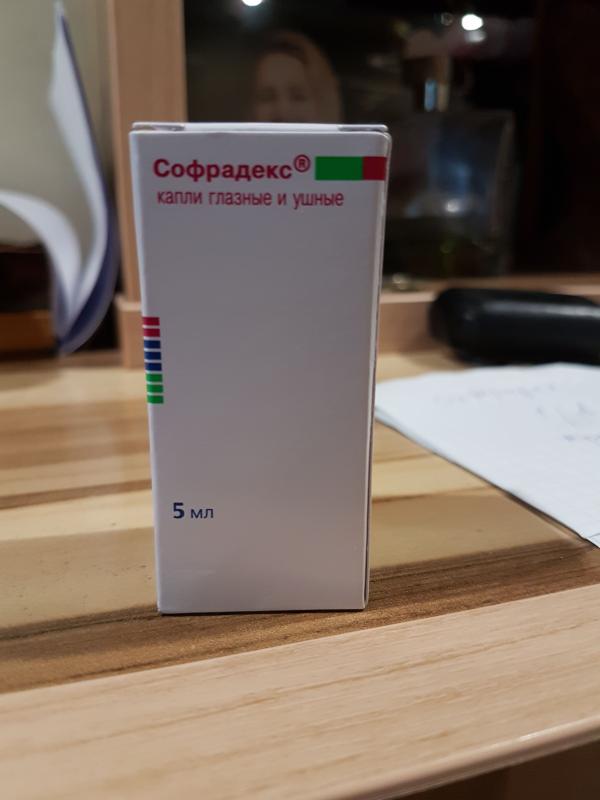 Софрадекс®
капли глазные и ушные
5 мл